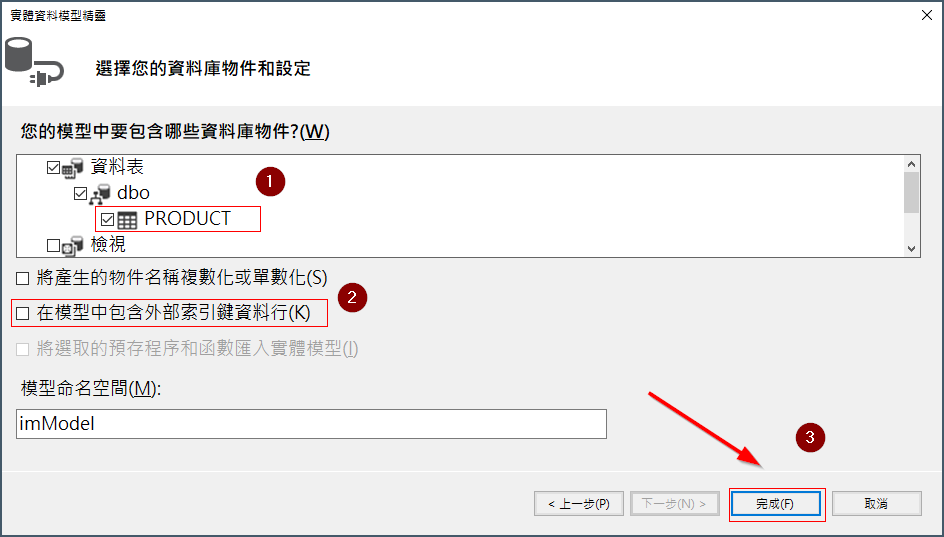 實體資料模型精靈
選擇您的資料庫物件和設定
您的模型中要包含哪些資料庫物件?(W)
資料表
1
dbo
PRODUCT
檢視
將產生的物件名稱複數化或單數化(S)
2
在模型中包含外部索引鍵資料行(K)
將選取的預存程序和函數匯入實體模型(I)
模型命名空間(M):
imModel
3
< 上一步(P) 下一步(N) > 完成(F) 取消